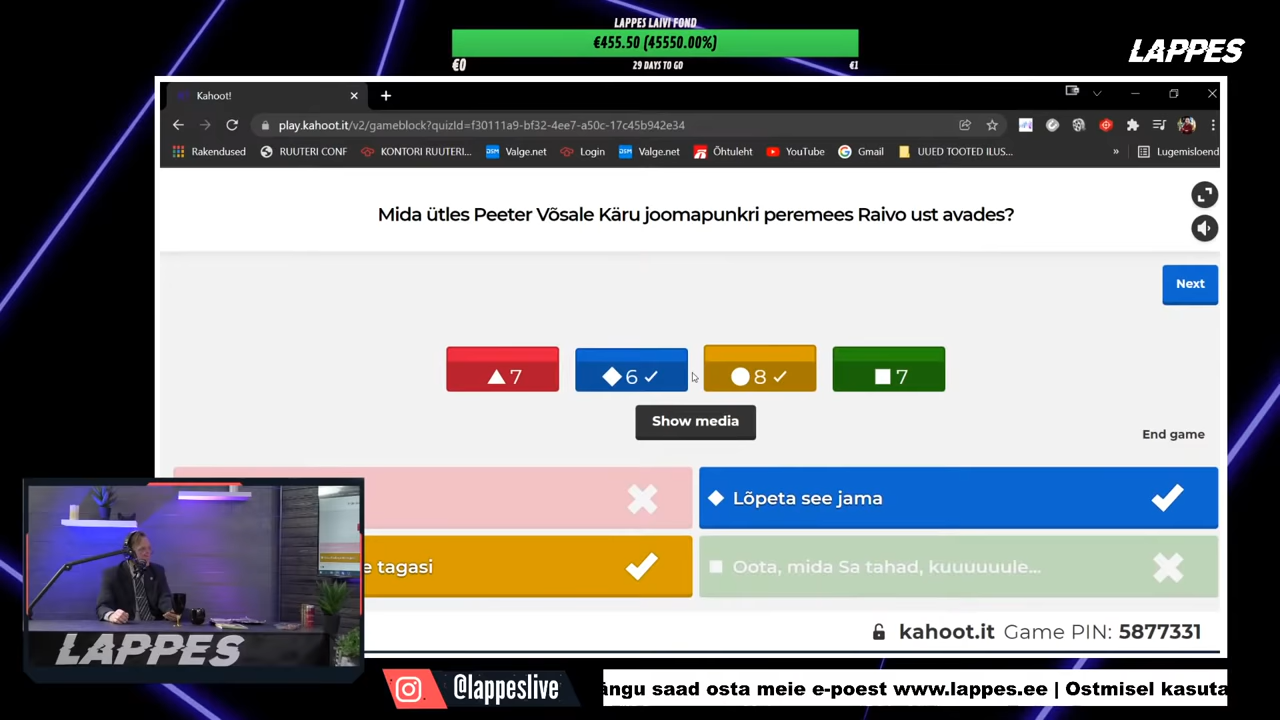 LAPPES LAIVI FOND
€455.50 (45550.00%)
€0
29 DAYS TO GO
€1
LAPPES
Kahoot!
play.kahoot.it/v2/gameblock?quizId=f30111a9-bf32-4ee7-a50c-17c45b942e34
Rakendused
RUUTERI CONF
KONTORI RUUTERI...
Valge.net
Login
Valge.net
Õhtuleht
YouTube
Gmail
UUED TOOTED ILUS...
»
Lugemisloend
Mida ütles Peeter Võsale Käru joomapunkri peremees Raivo ust avades?
Next
7
6
8
7
Show media
End game
Lõpeta see jama
e tagasi
Oota, mida Sa tahad, kuuuuuule...
kahoot.it Game PIN: 5877331
LAPPES
@lappeslive
ängu saad osta meie e-poest www.lappes.ee | Ostmisel kasuta